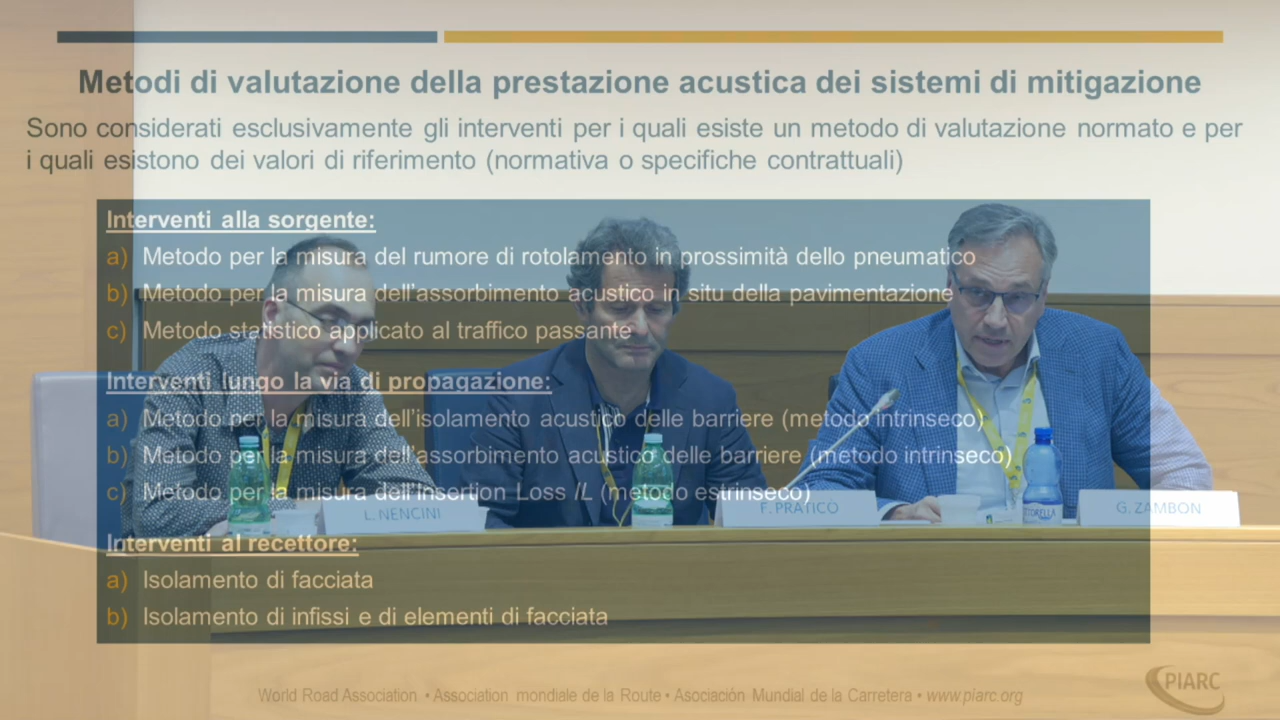 Metodi di valutazione della prestazione acustica dei sistemi di mitigazione
Sono considerati esclusivamente gli interventi per i quali esiste un metodo di valutazione normato e per
i quali esistono dei valori di riferimento (normativa o specifiche contrattuali)
Interventi alla sorgente:
a) Metodo per la misura del rumore di rotolamento in prossimità dello pneumatico
b) Metodo per la misura dell'assorbimento acustico in situ della pavimentazione
c) Metodo statistico applicato al traffico passante
Interventi lungo la via di propagazione:
a) Metodo per la misura dell'isolamento acustico delle barriere (metodo intrinseco)
b) Metodo per la misura dell'assorbimento acustico delle barriere (metodo intrinseco)
c) Metodo per la misura dell'Insertion Loss IL (metodo estrinseco)
L. NENCINI
F. PRATICÒ
G. ZAMBON
Interventi al recettore:
a) Isolamento di facciata
b) Isolamento di infissi e di elementi di facciata
World Road Association • Association mondiale de la Route • Asociación Mundial de la Carretera • www.piarc.org
PIARC